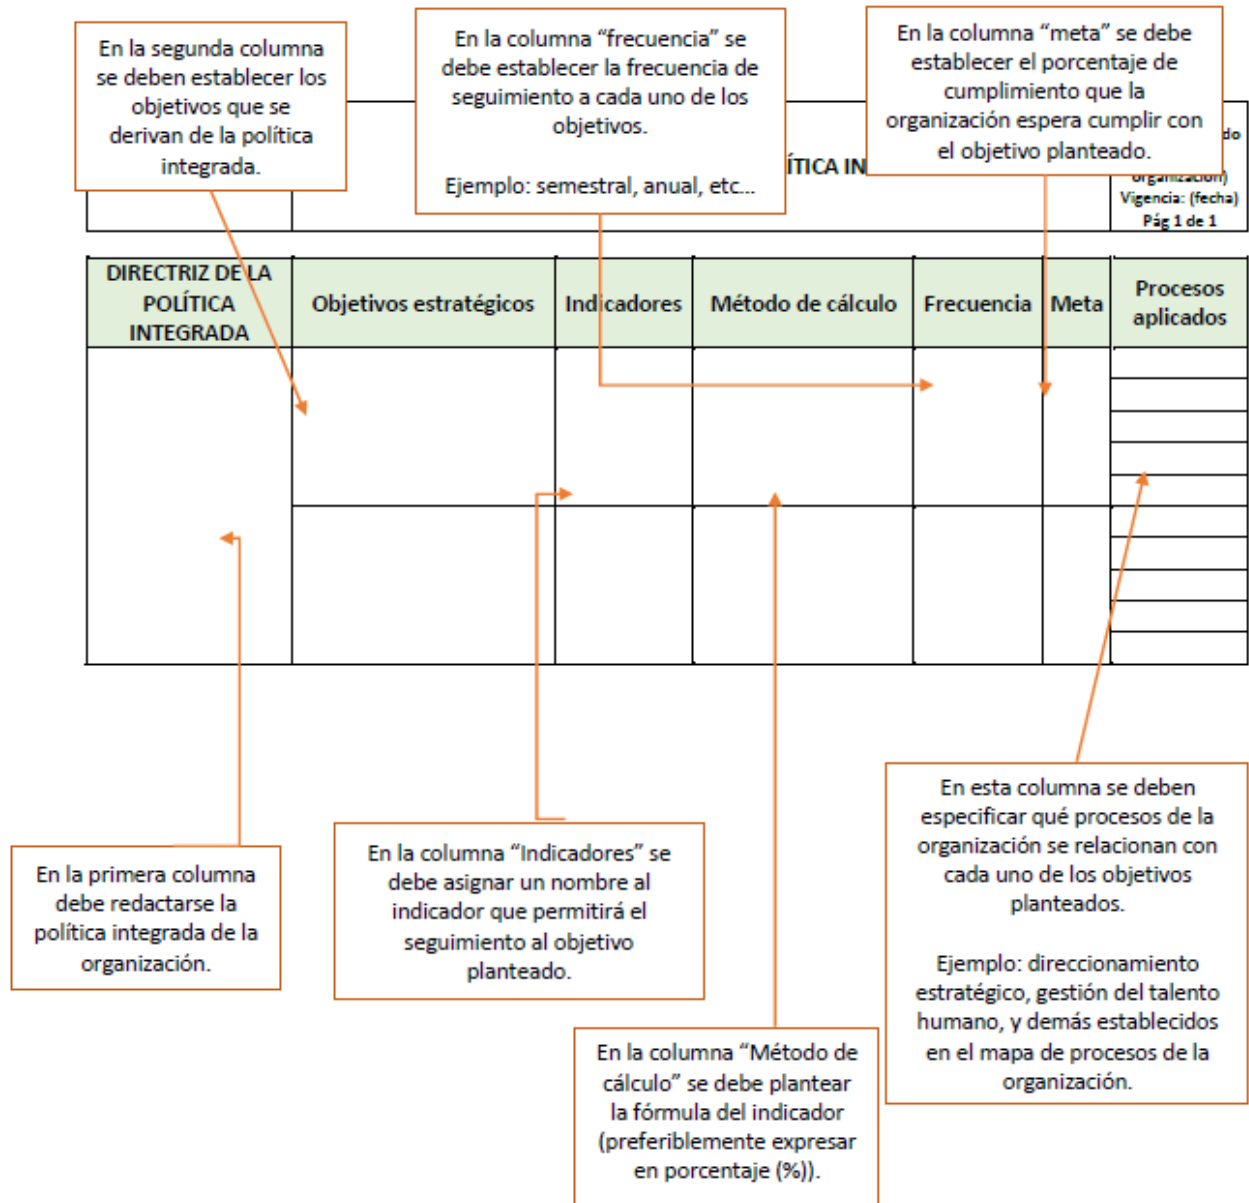 En la segunda columna
se deben establecer los
objetivos que se
derivan de la política
integrada.
En la columna “frecuencia” se
debe establecer la frecuencia de
seguimiento a cada uno de los
objetivos.
Ejemplo: semestral, anual, etc...
En la columna “meta” se debe
establecer el porcentaje de
cumplimiento que la
organización espera cumplir con
el objetivo planteado.
ÍTICA IN
do
organización)
Vigencia: (fecha)
Pág 1 de 1
DIRECTRIZ DE LA
POLÍTICA
INTEGRADA
Objetivos estratégicos
Indicadores
Método de cálculo
Frecuencia
Meta
Procesos
aplicados
En la primera columna
debe redactarse la
política integrada de la
organización.
En la columna “Indicadores” se
debe asignar un nombre al
indicador que permitirá el
seguimiento al objetivo
planteado.
En la columna “Método de
cálculo” se debe plantear
la fórmula del indicador
(preferiblemente expresar
en porcentaje (%)).
En esta columna se deben
especificar qué procesos de la
organización se relacionan con
cada uno de los objetivos
planteados.
Ejemplo: direccionamiento
estratégico, gestión del talento
humano, y demás establecidos
en el mapa de procesos de la
organización.